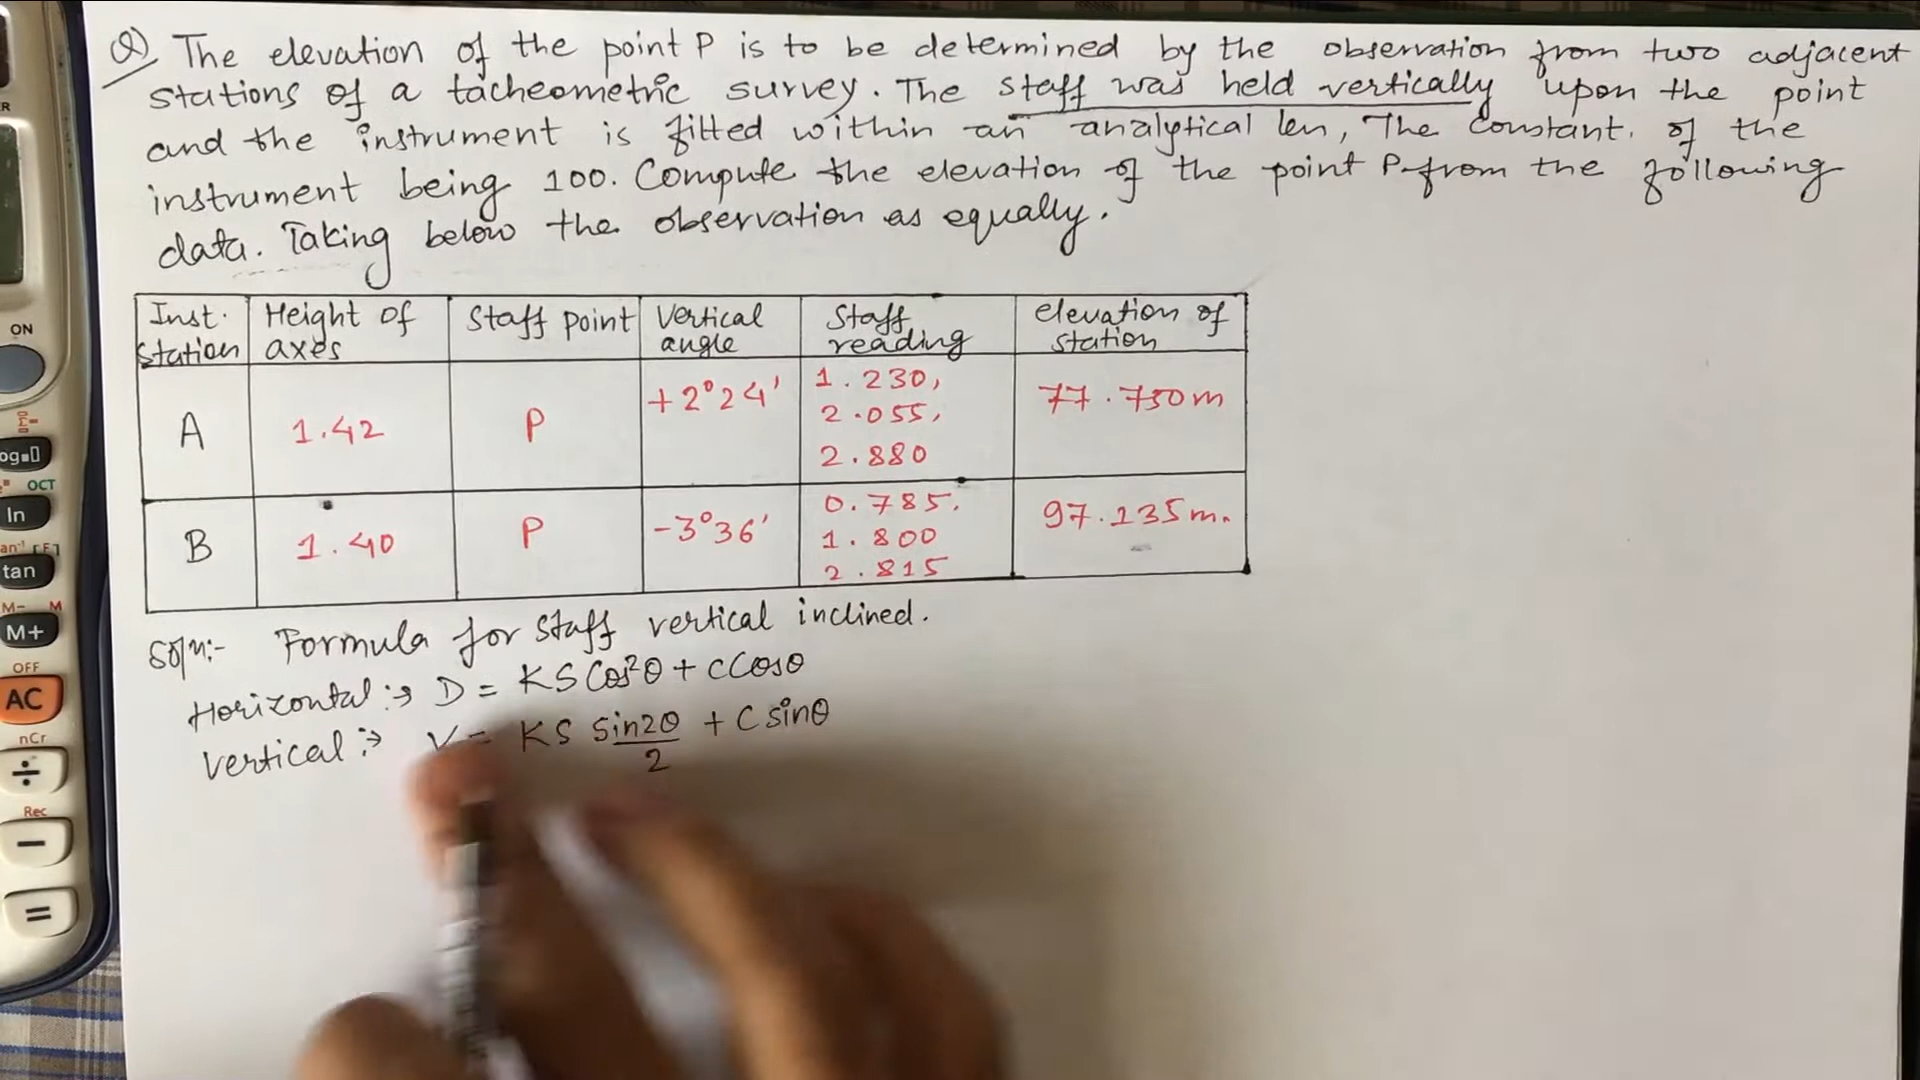 Q) The elevation of the point P is to be determined by the observation from two adjacent
stations of a tacheometric survey. The staff was held vertically upon the point
and the instrument is fitted within an analytical len, The constant. of the
instrument being 100. Compute the elevation of the point P from the following
data. Taking below the observation as equally.
Inst. station Height of axes Staff point Vertical angle Staff reading elevation of station
A 1.42 P +2°24' 1.230, 2.055, 2.880 77.750m
B 1.40 P -3°36' 0.785, 1.800 2.815 97.135m.
Soln:- Formula for staff vertical inclined.
Horizontal :→ D = KS Cos²θ + C Cosθ
Vertical :→ V = KS Sin2θ/2 + C sinθ
ON
OCT
ln
tan
M- M
M+
OFF
AC
nCr
÷
Rec
−
=